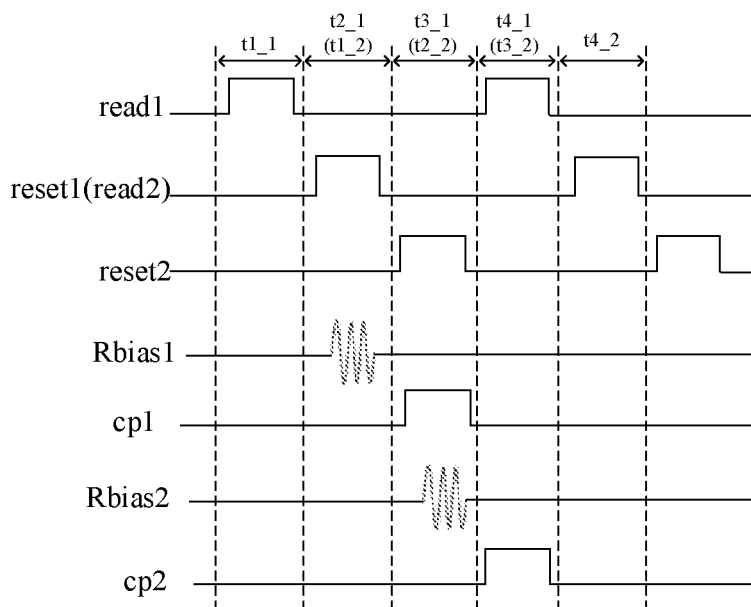 t1_1
t2_1
(t1_2)
t3_1
(t2_2)
t4_1
(t3_2)
t4_2
read1
reset1(read2)
reset2
Rbias1
cp1
Rbias2
cp2